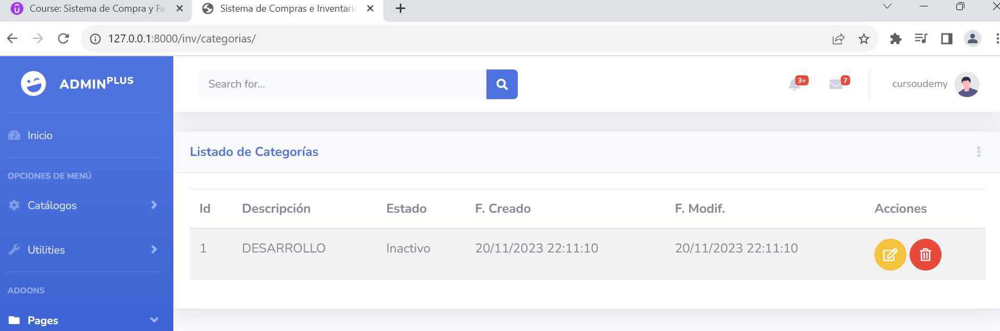 Course: Sistema de Compra y Fa
Sistema de Compras e Inventario
127.0.0.1:8000/inv/categorias/
ADMINPLUS
Search for...
3+
7
cursoudemy
Inicio
OPCIONES DE MENÚ
Catálogos
Utilities
ADDONS
Pages
Listado de Categorías
Id Descripción Estado F. Creado F. Modif. Acciones
1 DESARROLLO Inactivo 20/11/2023 22:11:10 20/11/2023 22:11:10